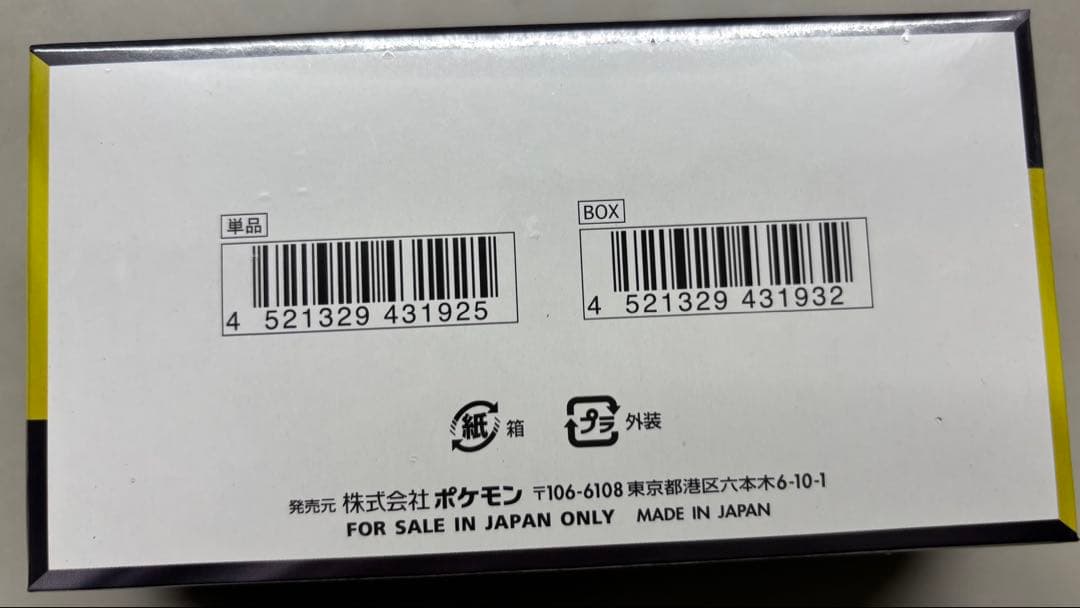 単品
4 521329 431925
BOX
4 521329 431932
紙 箱
プラ 外装
発売元 株式会社 ポケモン 〒106-6108 東京都港区六本木6-10-1
FOR SALE IN JAPAN ONLY MADE IN JAPAN